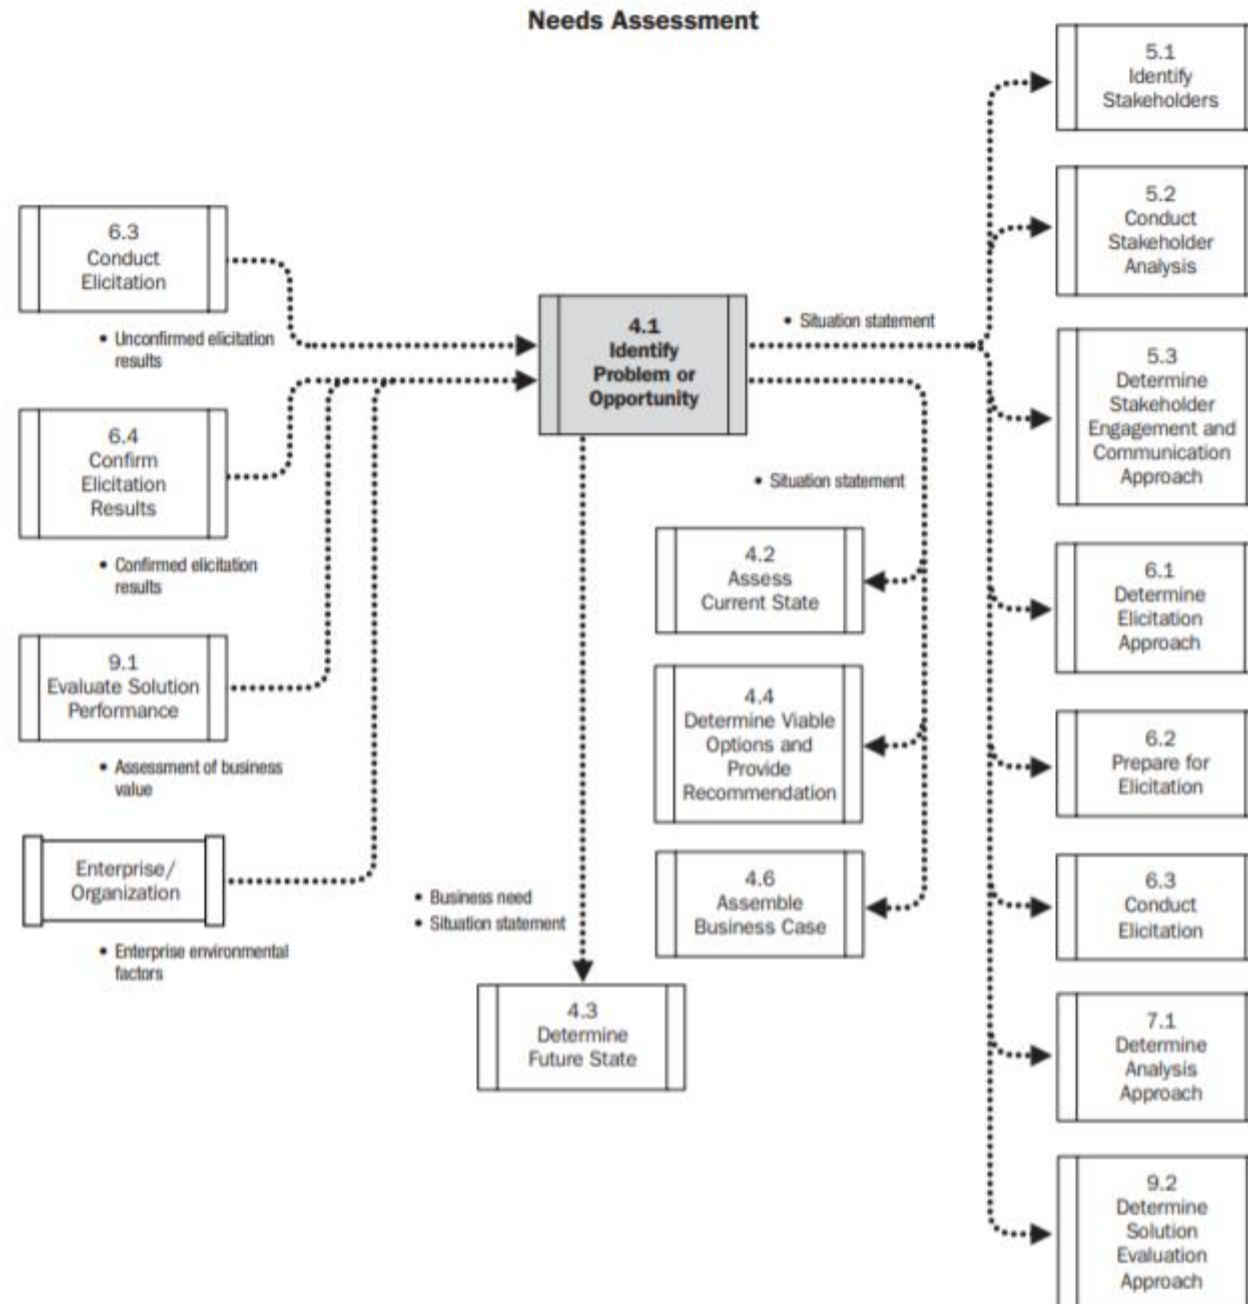 Needs Assessment
6.3
Conduct
Elicitation
• Unconfirmed elicitation
results
6.4
Confirm
Elicitation
Results
• Confirmed elicitation
results
9.1
Evaluate Solution
Performance
• Assessment of business
value
Enterprise/
Organization
• Enterprise environmental
factors
4.1
Identify
Problem or
Opportunity
• Situation statement
• Situation statement
4.2
Assess
Current State
4.4
Determine Viable
Options and
Provide
Recommendation
4.6
Assemble
Business Case
• Business need
• Situation statement
4.3
Determine
Future State
5.1
Identify
Stakeholders
5.2
Conduct
Stakeholder
Analysis
5.3
Determine
Stakeholder
Engagement and
Communication
Approach
6.1
Determine
Elicitation
Approach
6.2
Prepare for
Elicitation
6.3
Conduct
Elicitation
7.1
Determine
Analysis
Approach
9.2
Determine
Solution
Evaluation
Approach